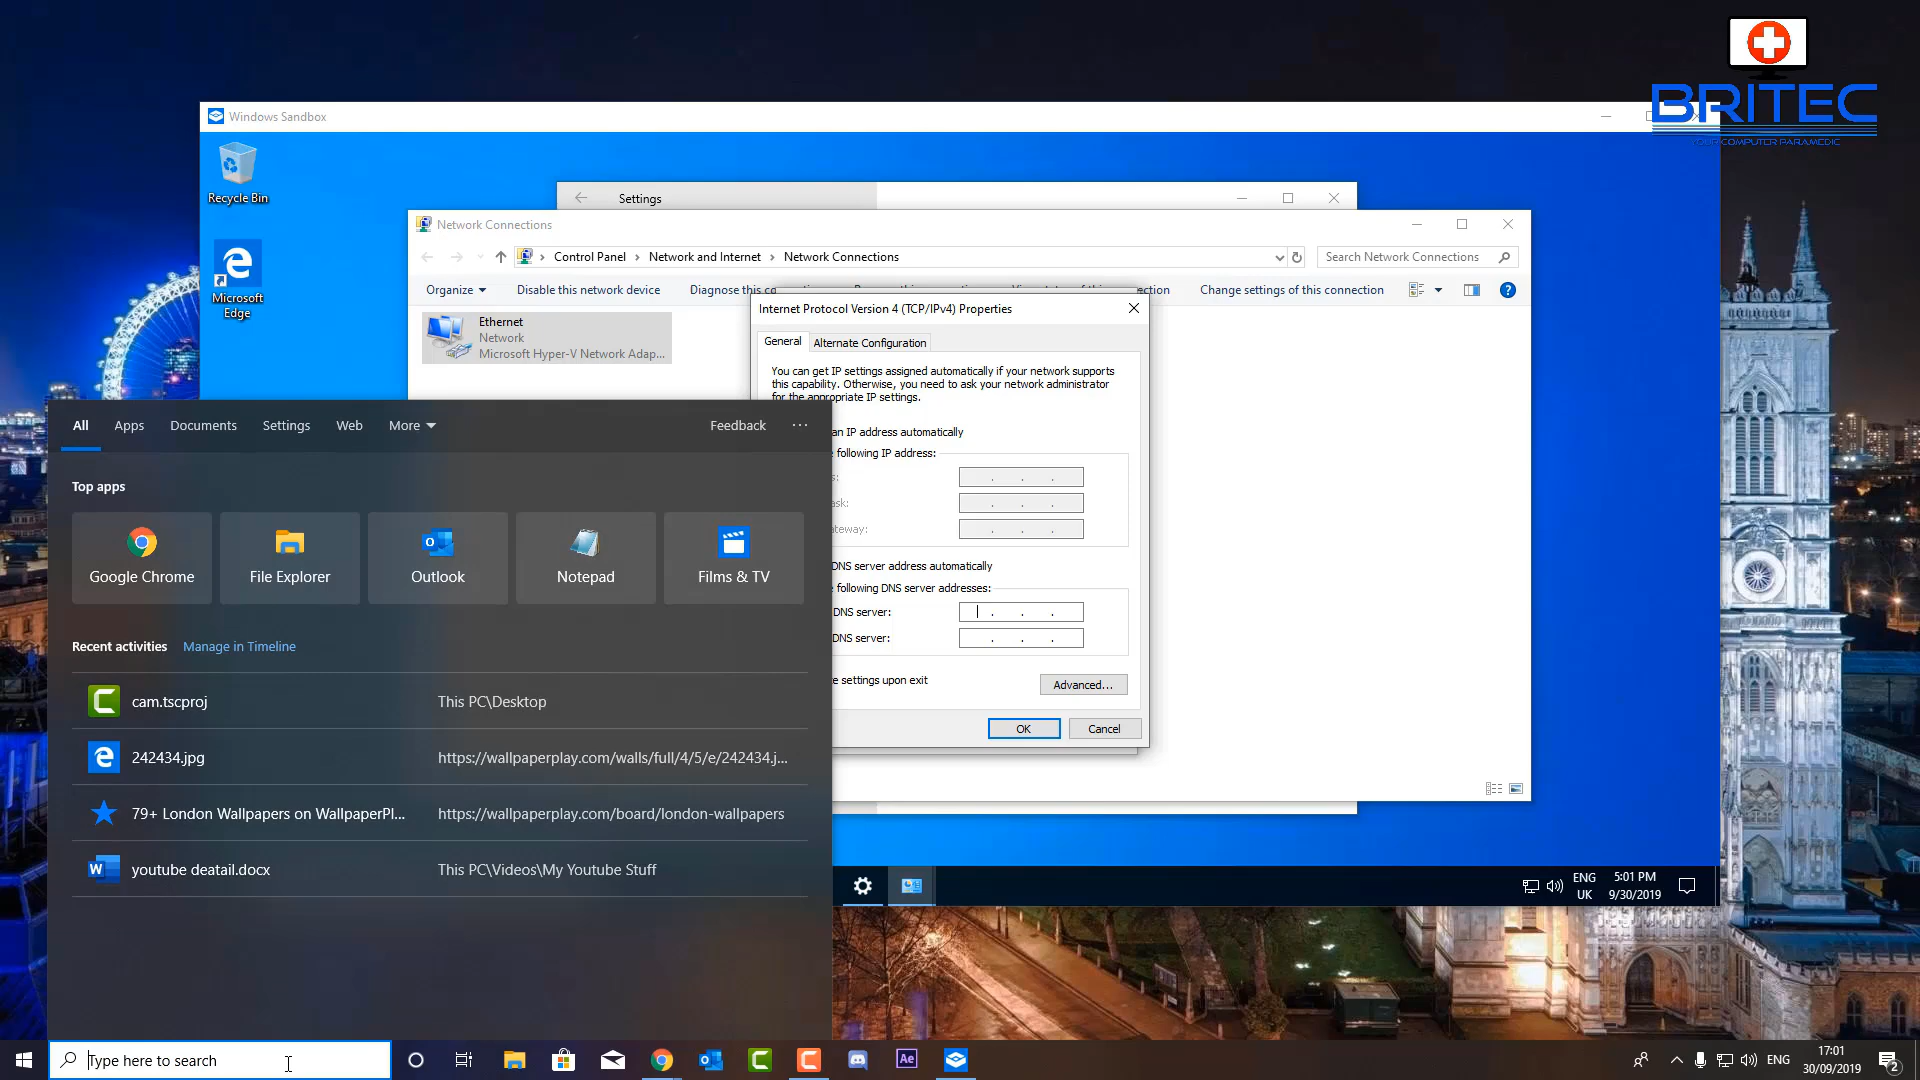 BRITEC
YOUR COMPUTER PARAMEDIC
Windows Sandbox
Recycle Bin
Microsoft
Edge
Settings
Network Connections
Control Panel › Network and Internet › Network Connections
Search Network Connections
Organize
Disable this network device
Diagnose this co
Change settings of this connection
Ethernet
Network
Microsoft Hyper-V Network Adap...
Internet Protocol Version 4 (TCP/IPv4) Properties
General
Alternate Configuration
You can get IP settings assigned automatically if your network supports
this capability. Otherwise, you need to ask your network administrator
for the appropriate IP settings.
an IP address automatically
following IP address:
s:
ask:
ateway:
DNS server address automatically
following DNS server addresses:
DNS server:
DNS server:
e settings upon exit
Advanced...
OK
Cancel
All
Apps
Documents
Settings
Web
More
Feedback
Top apps
Google Chrome
File Explorer
Outlook
Notepad
Films & TV
Recent activities
Manage in Timeline
cam.tscproj
This PC\Desktop
242434.jpg
https://wallpaperplay.com/walls/full/4/5/e/242434.j...
79+ London Wallpapers on WallpaperPl...
https://wallpaperplay.com/board/london-wallpapers
youtube deatail.docx
This PC\Videos\My Youtube Stuff
ENG
UK
5:01 PM
9/30/2019
Type here to search
Ae
ENG
17:01
30/09/2019
2